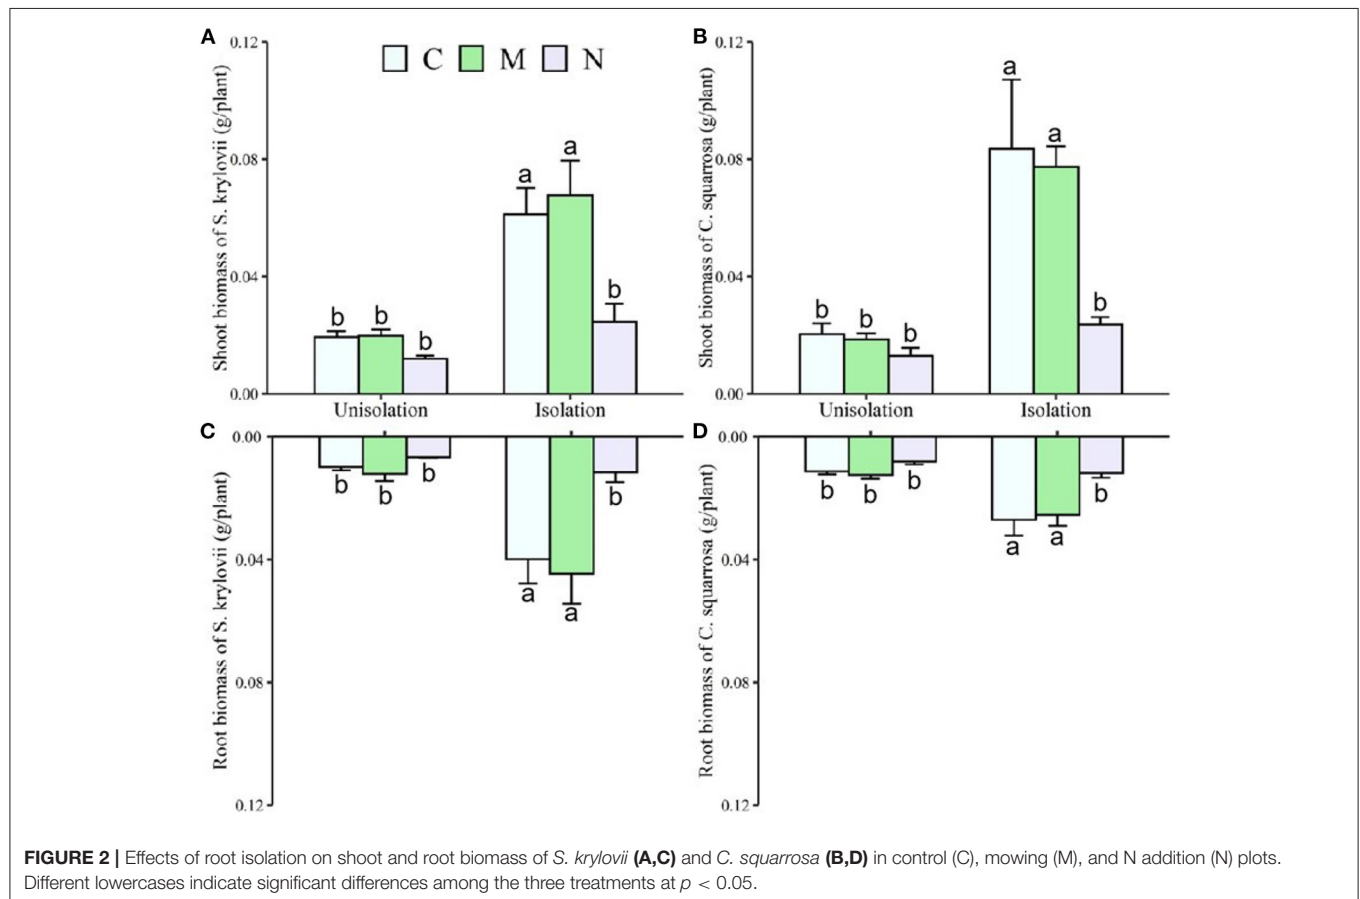 A
B
C M N
Shoot biomass of S. krylovii (g/plant)
0.12
0.08
0.04
0.00
a
a
b
b
b
b
Unisolation
Isolation
Shoot biomass of C. squarrosa (g/plant)
0.12
0.08
0.04
0.00
a
a
b
b
b
b
Unisolation
Isolation
C
D
Root biomass of S. krylovii (g/plant)
0.00
0.04
0.08
0.12
b
b
b
a
a
b
Root biomass of C. squarrosa (g/plant)
0.00
0.04
0.08
0.12
b
b
b
a
a
b
FIGURE 2 | Effects of root isolation on shoot and root biomass of S. krylovii (A,C) and C. squarrosa (B,D) in control (C), mowing (M), and N addition (N) plots.
Different lowercases indicate significant differences among the three treatments at p < 0.05.